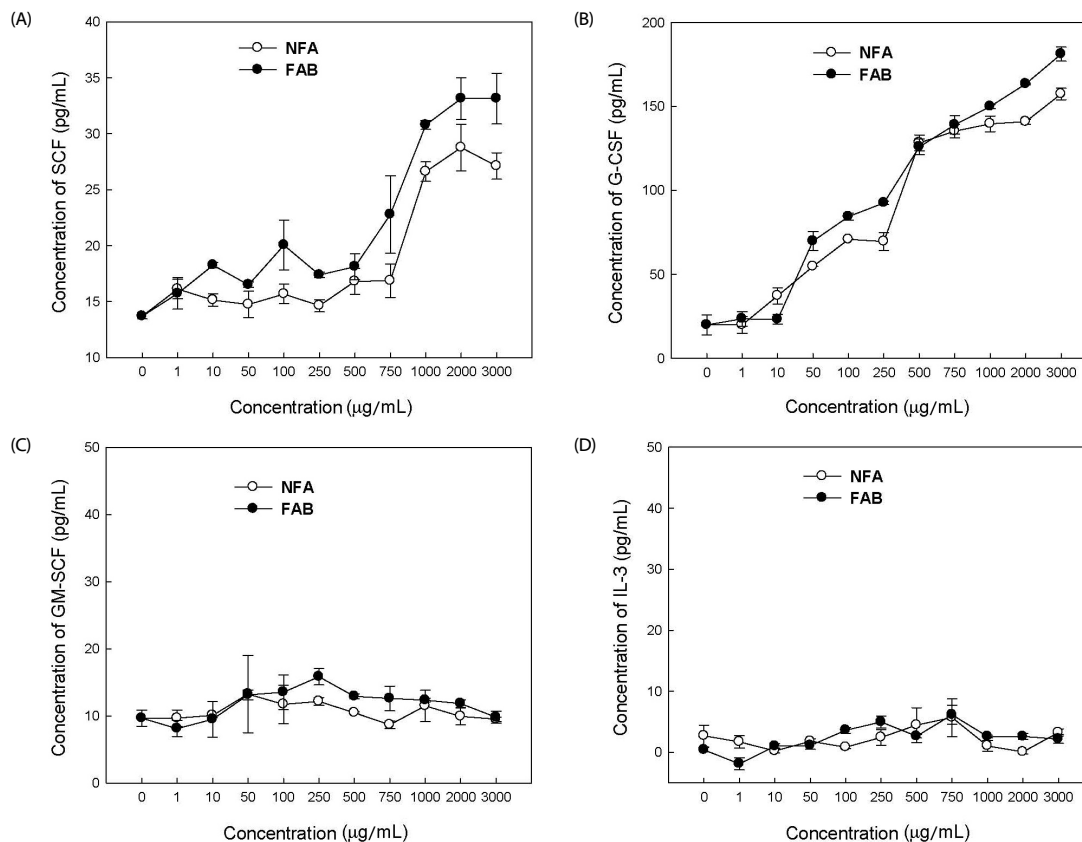 (A)
Concentration of SCF (pg/mL)
40
35
30
25
20
15
10
NFA
FAB
0 1 10 50 100 250 500 750 1000 2000 3000
Concentration (µg/mL)
(B)
Concentration of G-CSF (pg/mL)
200
150
100
50
0
NFA
FAB
0 1 10 50 100 250 500 750 1000 2000 3000
Concentration (µg/mL)
(C)
Concentration of GM-SCF (pg/mL)
50
40
30
20
10
0
NFA
FAB
0 1 10 50 100 250 500 750 1000 2000 3000
Concentration (µg/mL)
(D)
Concentration of IL-3 (pg/mL)
50
40
30
20
10
0
NFA
FAB
0 1 10 50 100 250 500 750 1000 2000 3000
Concentration (µg/mL)